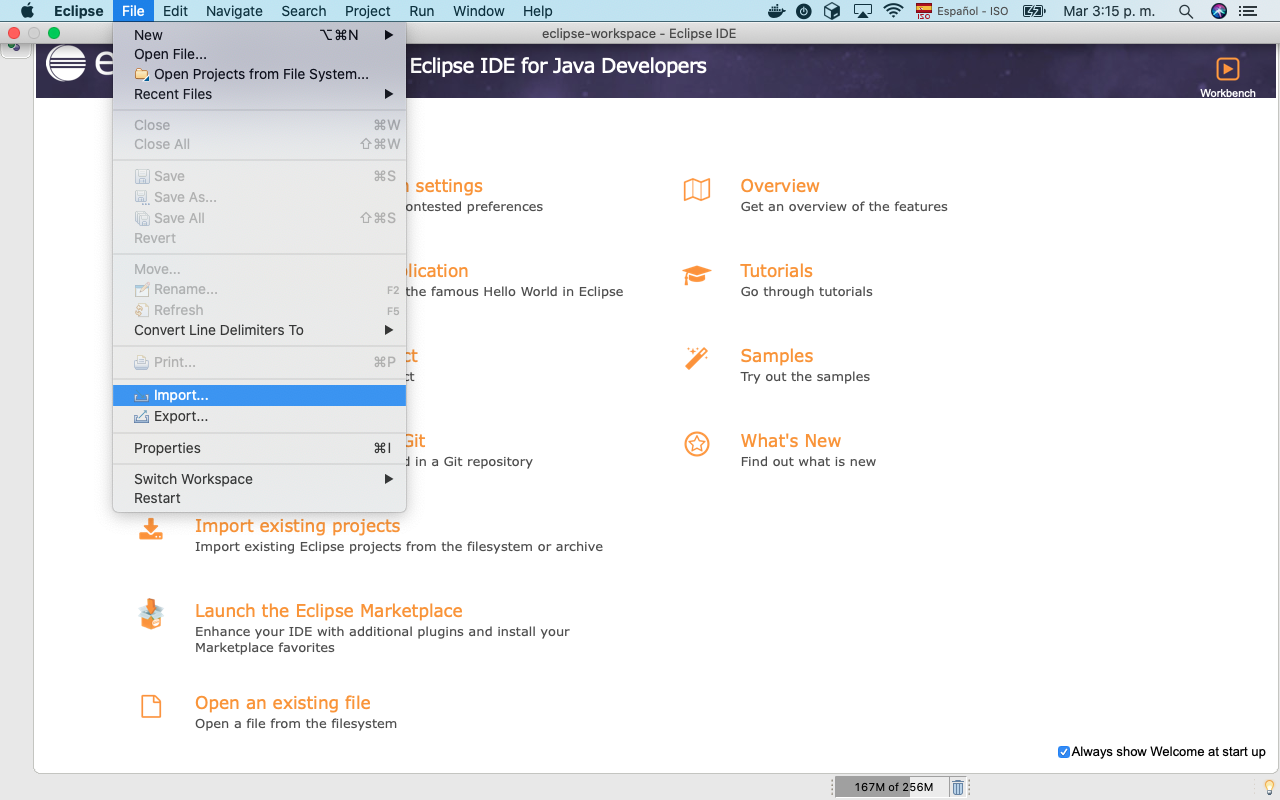 Eclipse File Edit Navigate Search Project Run Window Help Español - ISO Mar 3:15 p. m.
eclipse-workspace - Eclipse IDE
e Eclipse IDE for Java Developers
Workbench
New ⌥⌘N
Open File...
Open Projects from File System...
Recent Files
Close ⌘W
Close All ⇧⌘W
Save ⌘S
Save As...
Save All ⇧⌘S
Revert
Move...
Rename... F2
Refresh F5
Convert Line Delimiters To
Print... ⌘P
Import...
Export...
Properties ⌘I
Switch Workspace
Restart
settings
ontested preferences
lication
the famous Hello World in Eclipse
ct
ct
Git
d in a Git repository
Import existing projects
Import existing Eclipse projects from the filesystem or archive
Launch the Eclipse Marketplace
Enhance your IDE with additional plugins and install your
Marketplace favorites
Open an existing file
Open a file from the filesystem
Overview
Get an overview of the features
Tutorials
Go through tutorials
Samples
Try out the samples
What's New
Find out what is new
Always show Welcome at start up
167M of 256M